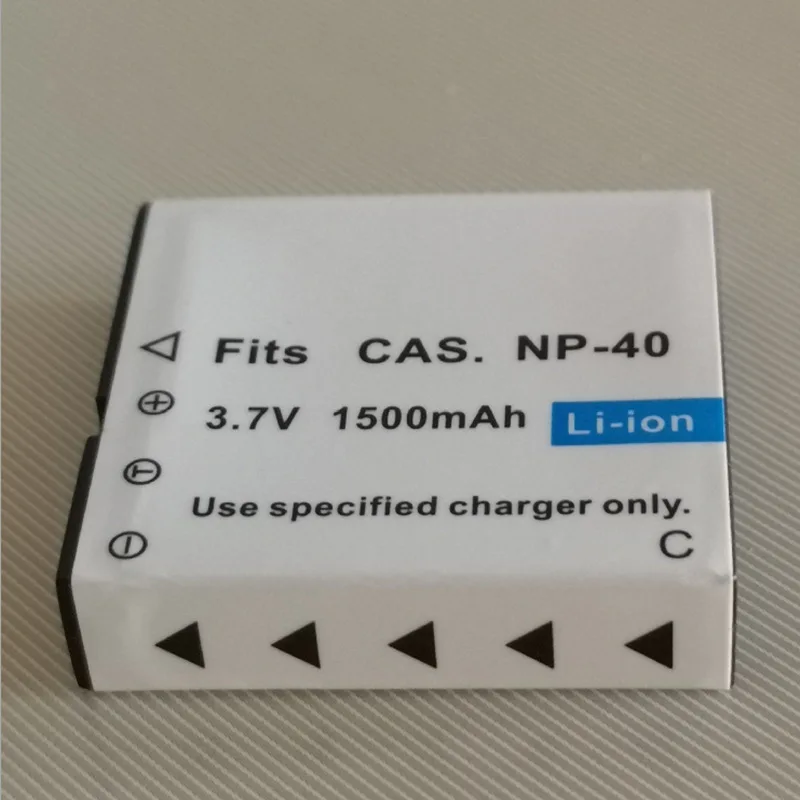 Fits CAS. NP-40
3.7V 1500mAh Li-ion
Use specified charger only.
C
+
T
-